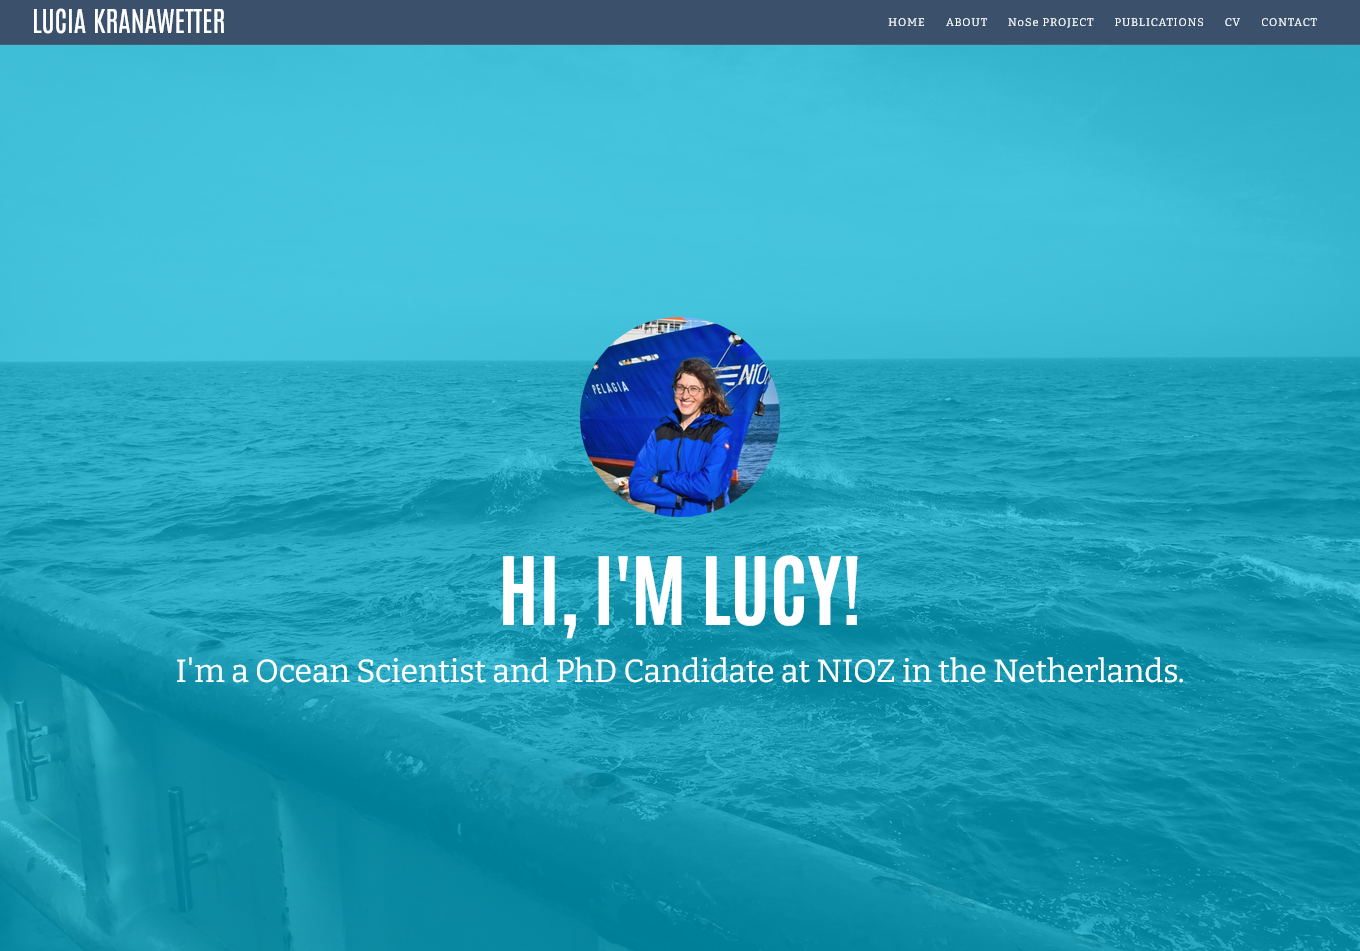 LUCIA KRANAWETTER
HOME ABOUT NoSe PROJECT PUBLICATIONS CV CONTACT
PELAGIA
NIOZ
HI, I'M LUCY!
I'm a Ocean Scientist and PhD Candidate at NIOZ in the Netherlands.